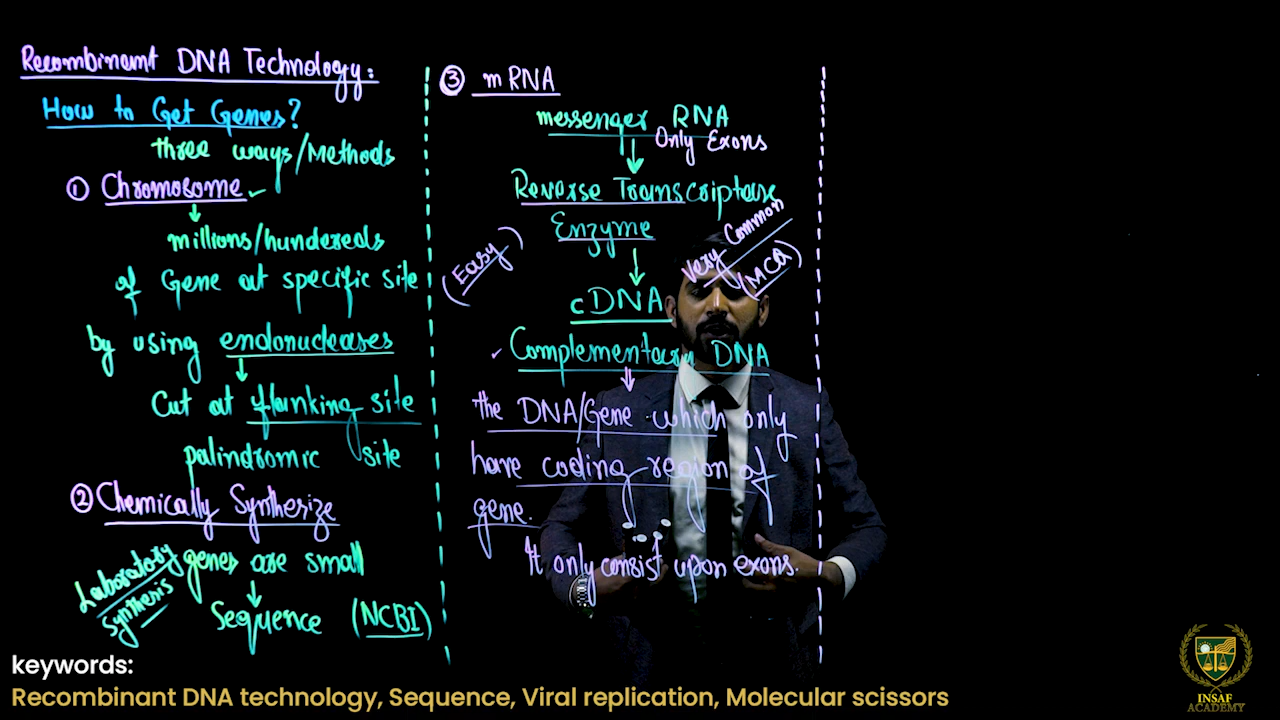 Recombinant DNA Technology:
How to Get Genes?
three ways/Methods
① Chromosome
millions/hundereds
of Gene at specific site
by using endonucleases
Cut at flanking site
palindromic site
② Chemically Synthesize
Laboratory
Synthesis
genes are small
Sequence (NCBI)
③ mRNA
messenger RNA
Only Exons
Reverse Transcriptase
Enzyme
(Easy)
Very Common
(MCQ)
cDNA
Complementary DNA
the DNA/Gene which only
have coding region of
gene.
It only consist upon exons.
keywords:
Recombinant DNA technology, Sequence, Viral replication, Molecular scissors
INSAF
ACADEMY